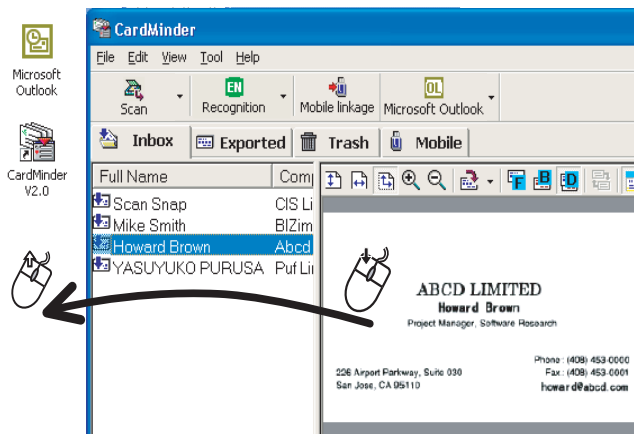 Microsoft
Outlook
CardMinder
V2.0
CardMinder
File Edit View Tool Help
Scan
EN
Recognition
Mobile linkage
OL
Microsoft Outlook
Inbox
Exported
Trash
Mobile
Full Name
Scan Snap CIS Li
Mike Smith BIZim
Howard Brown Abcd
YASUYUKO PURUSA Puf Lin
F B D
ABCD LIMITED
Howard Brown
Project Manager, Software Research
Phone : (408) 453-0000
226 Airport Parkway, Suite 030 Fax : (408) 453-0001
San Jose, CA 95110 howard@abcd.com